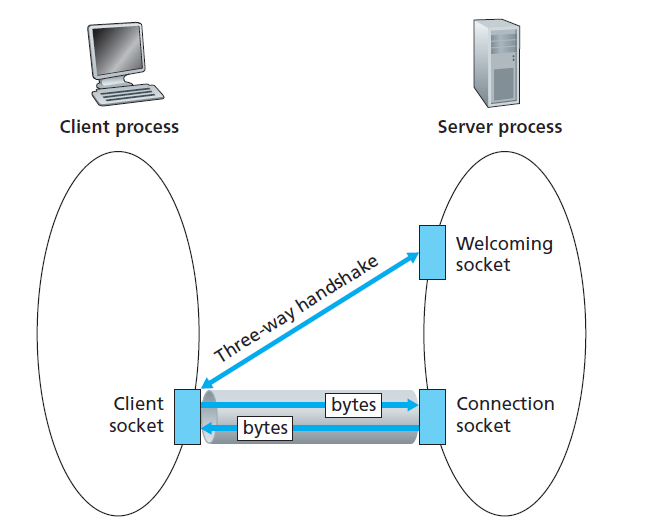 Client process
Server process
Welcoming
socket
Three-way handshake
Client
socket
bytes
bytes
Connection
socket